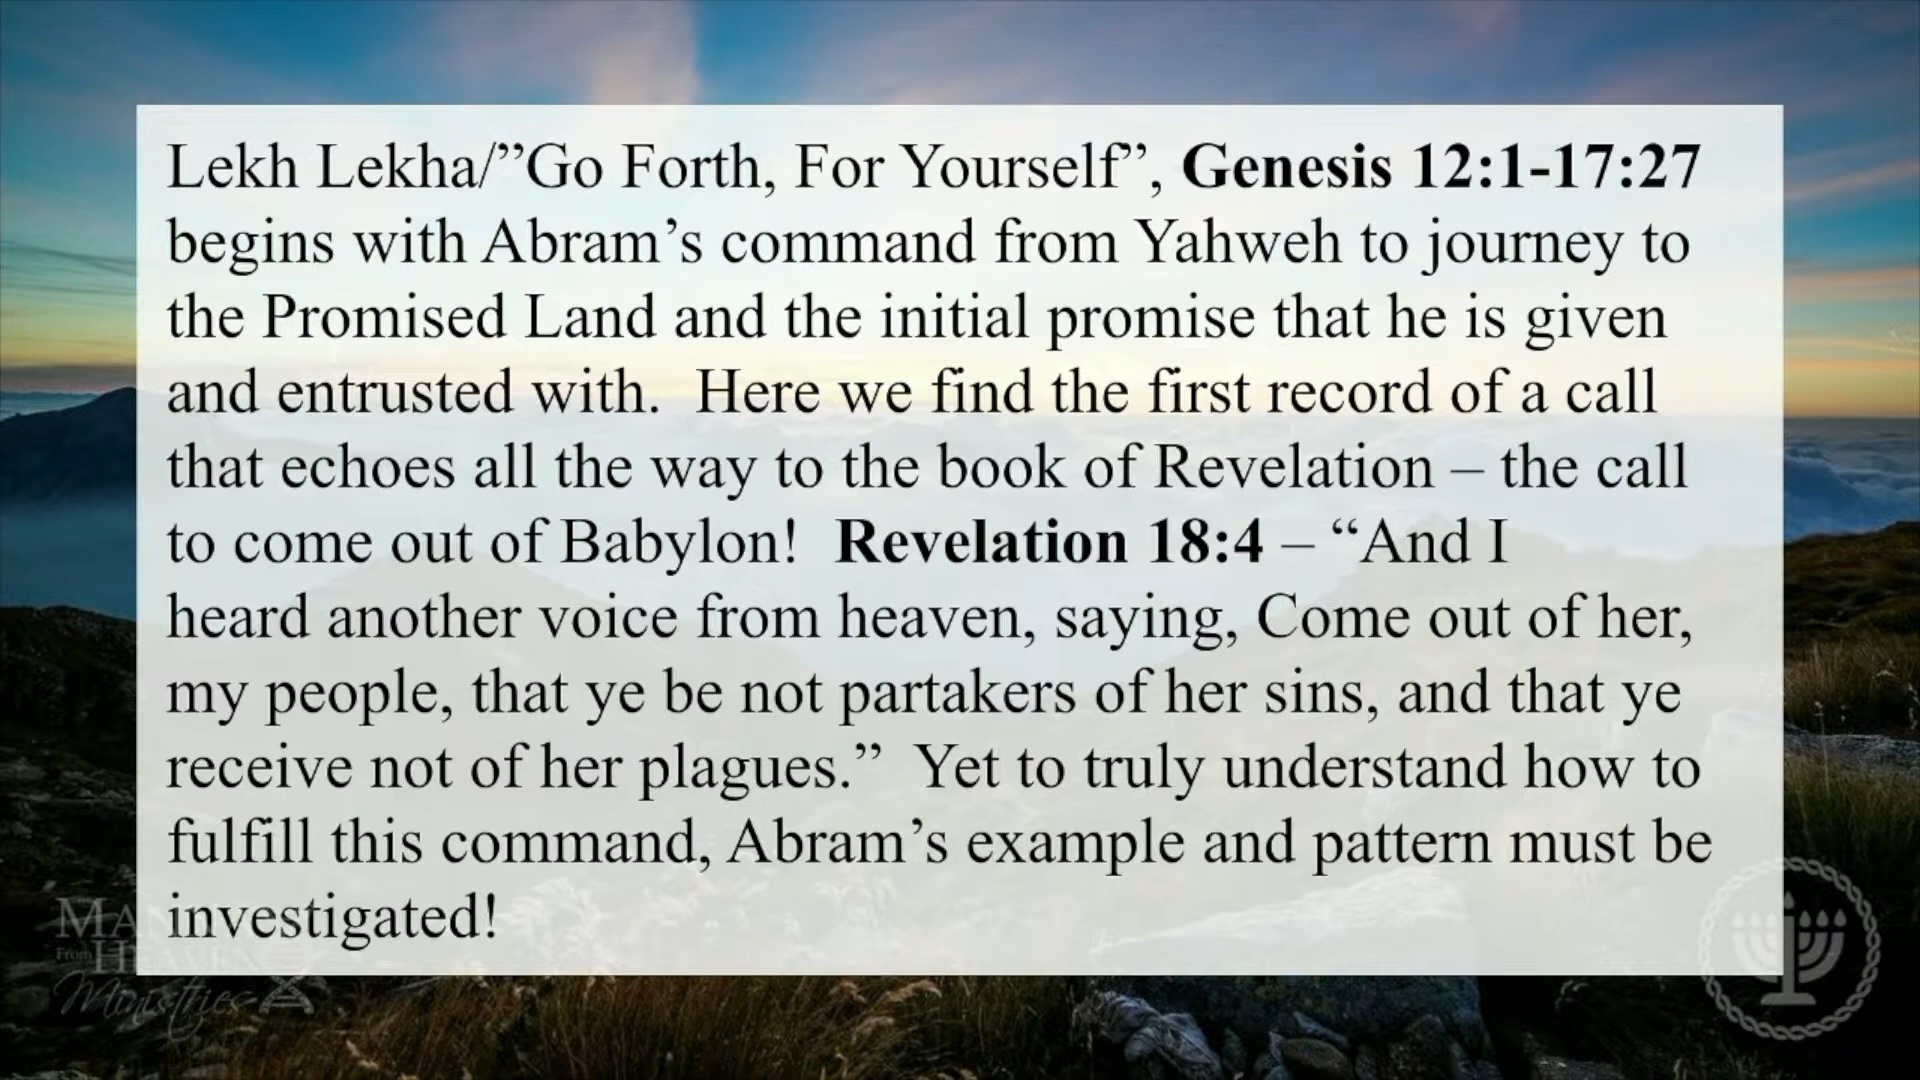 Lekh Lekha/”Go Forth, For Yourself”, Genesis 12:1-17:27
begins with Abram’s command from Yahweh to journey to
the Promised Land and the initial promise that he is given
and entrusted with.  Here we find the first record of a call
that echoes all the way to the book of Revelation – the call
to come out of Babylon!  Revelation 18:4 – “And I
heard another voice from heaven, saying, Come out of her,
my people, that ye be not partakers of her sins, and that ye
receive not of her plagues.”  Yet to truly understand how to
fulfill this command, Abram’s example and pattern must be
investigated!
From
HEAVEN
Ministries